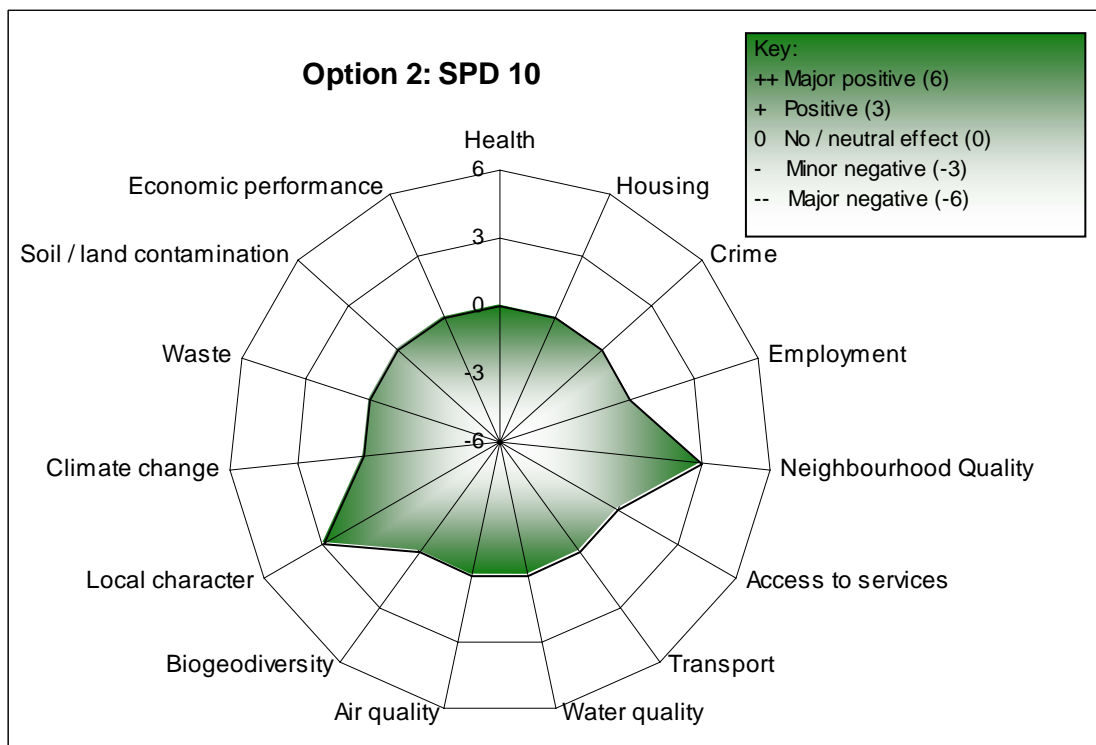 Option 2: SPD 10
Key:
++ Major positive (6)
+ Positive (3)
0 No / neutral effect (0)
- Minor negative (-3)
-- Major negative (-6)
Health
Housing
Crime
Employment
Neighbourhood Quality
Access to services
Transport
Water quality
Air quality
Biogeodiversity
Local character
Climate change
Waste
Soil / land contamination
Economic performance
6
3
0
-3
-6